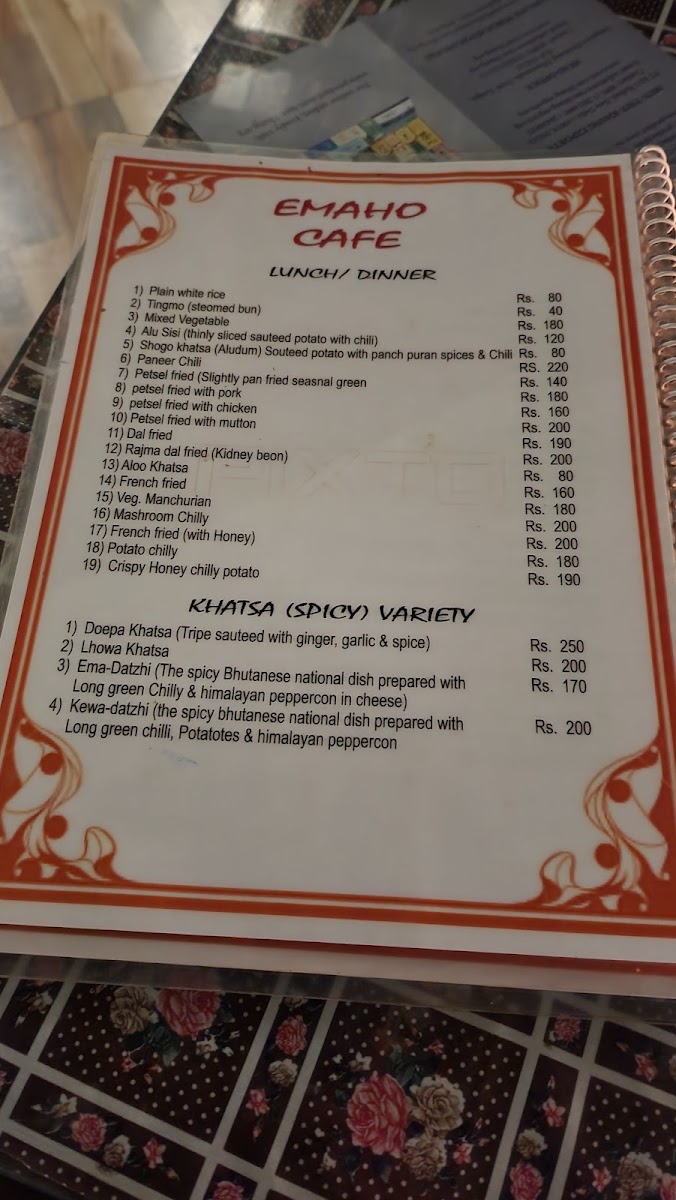 EMAHO
CAFE
LUNCH/ DINNER
1) Plain white rice Rs. 80
2) Tingmo (steomed bun) Rs. 40
3) Mixed Vegetable Rs. 180
4) Alu Sisi (thinly sliced sauteed potato with chili) Rs. 120
5) Shogo khatsa (Aludum) Souteed potato with panch puran spices & Chili Rs. 80
6) Paneer Chili RS. 220
7) Petsel fried (Slightly pan fried seasnal green Rs. 140
8) petsel fried with pork Rs. 180
9) petsel fried with chicken Rs. 160
10) Petsel fried with mutton Rs. 200
11) Dal fried Rs. 190
12) Rajma dal fried (Kidney beon) Rs. 200
13) Aloo Khatsa Rs. 80
14) French fried Rs. 160
15) Veg. Manchurian Rs. 180
16) Mashroom Chilly Rs. 200
17) French fried (with Honey) Rs. 200
18) Potato chilly Rs. 180
19) Crispy Honey chilly potato Rs. 190
KHATSA (SPICY) VARIETY
1) Doepa Khatsa (Tripe sauteed with ginger, garlic & spice) Rs. 250
2) Lhowa Khatsa Rs. 200
3) Ema-Datzhi (The spicy Bhutanese national dish prepared with Rs. 170
Long green Chilly & himalayan peppercon in cheese)
4) Kewa-datzhi (the spicy bhutanese national dish prepared with Rs. 200
Long green chilli, Potatotes & himalayan peppercon